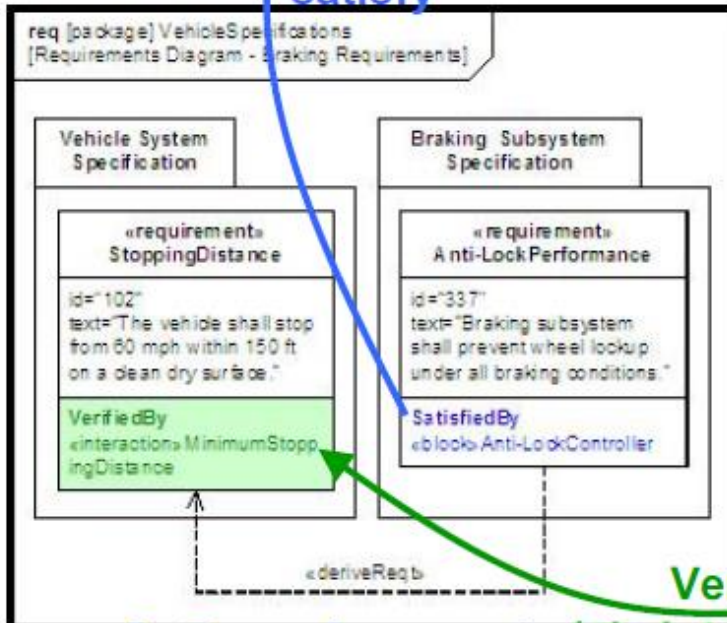 satisfy
req [package] VehicleSpecifications
[Requirements Diagram - Braking Requirements]
Vehicle System
Specification
Braking Subsystem
Specification
«requirement»
StoppingDistance
id="102"
text="The vehicle shall stop
from 60 mph within 150 ft
on a clean dry surface."
VerifiedBy
«interaction» MinimumStopp
ingDistance
«requirement»
Anti-LockPerformance
id="337"
text="Braking subsystem
shall prevent wheel lockup
under all braking conditions."
SatisfiedBy
«block» Anti-LockController
«deriveReqt»
Ve